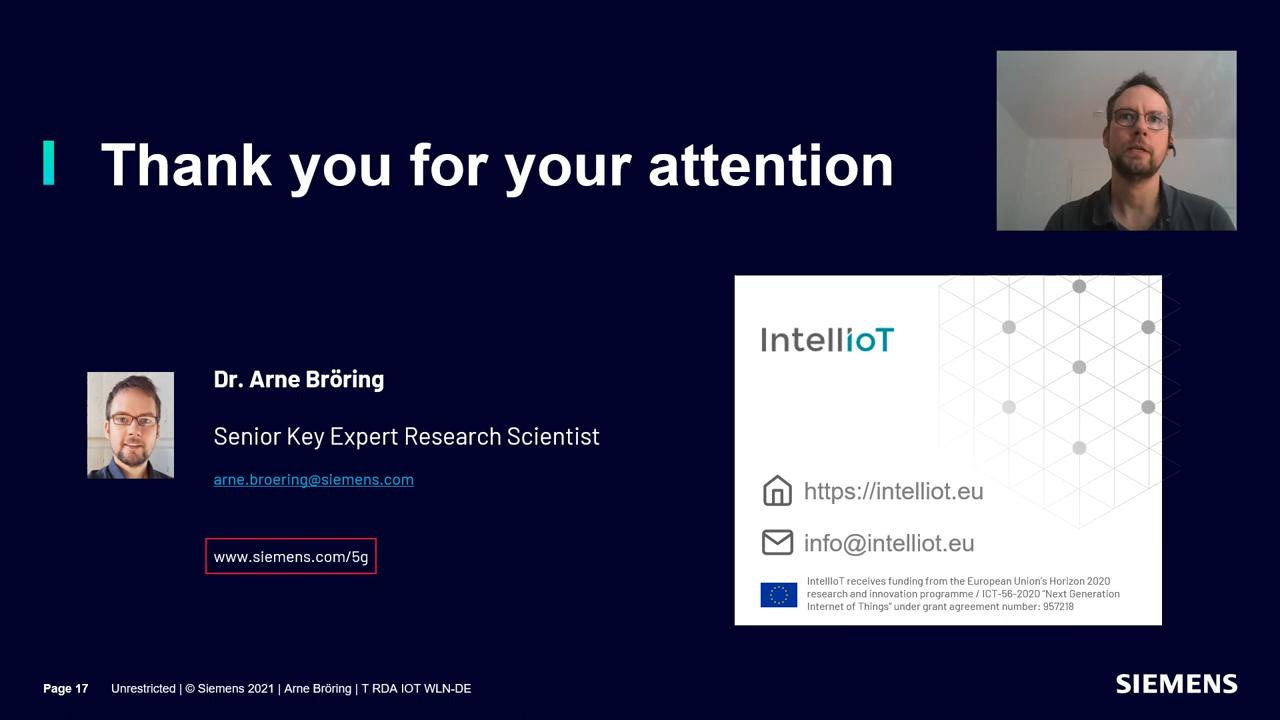 Thank you for your attention
Dr. Arne Bröring
Senior Key Expert Research Scientist
arne.broering@siemens.com
www.siemens.com/5g
IntellioT
https://intelliot.eu
info@intelliot.eu
IntellIoT receives funding from the European Union's Horizon 2020
research and innovation programme / ICT-56-2020 "Next Generation
Internet of Things" under grant agreement number: 957218
Page 17 Unrestricted | © Siemens 2021 | Arne Bröring | T RDA IOT WLN-DE
SIEMENS